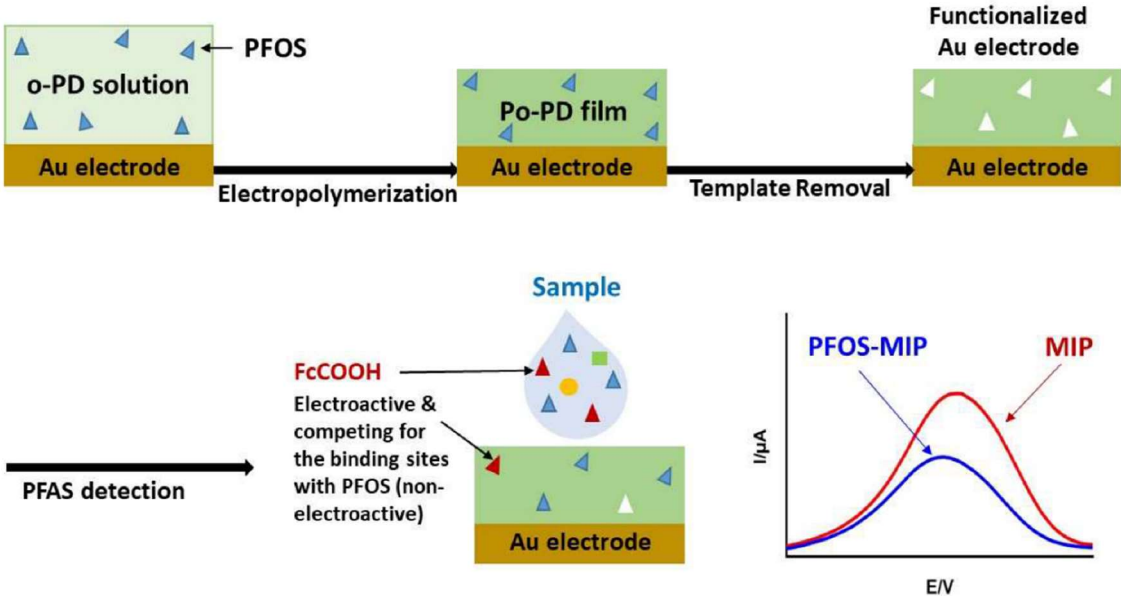 PFOS
o-PD solution
Au electrode
Electropolymerization
Po-PD film
Au electrode
Template Removal
Functionalized
Au electrode
Au electrode
PFAS detection
Sample
FcCOOH
Electroactive &
competing for
the binding sites
with PFOS (non-
electroactive)
Au electrode
PFOS-MIP
MIP
I/µA
E/V